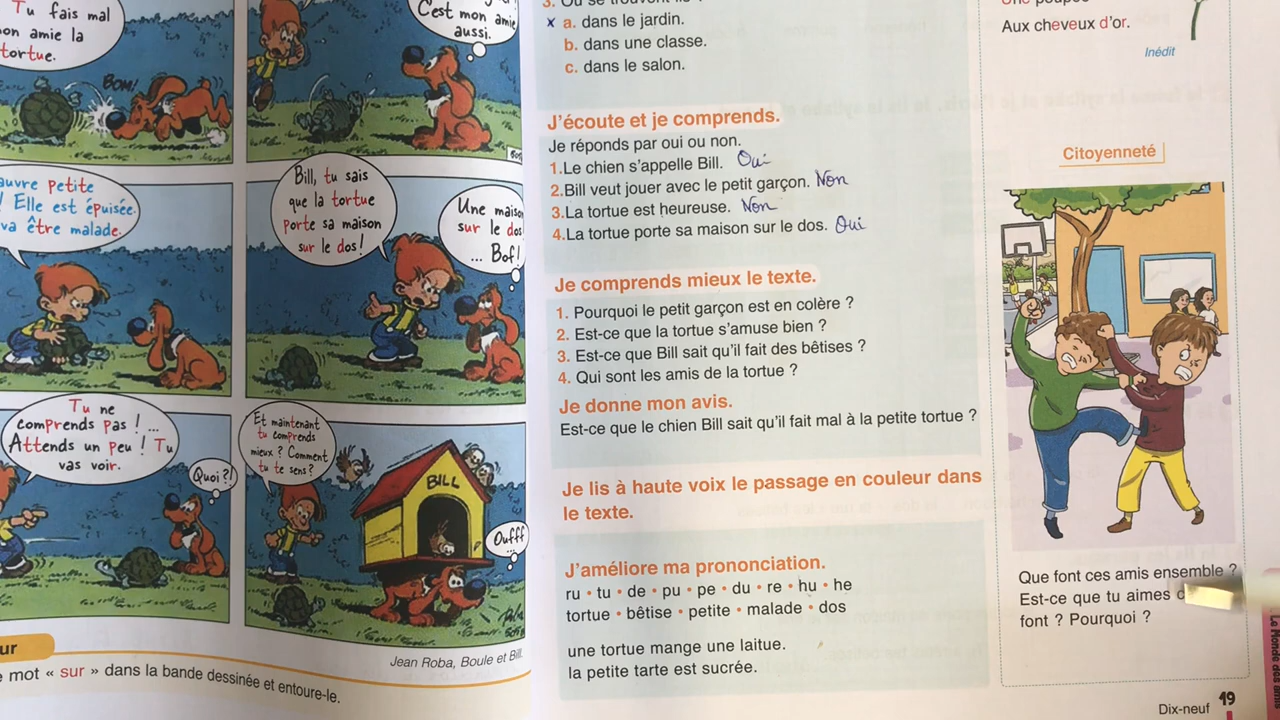 Tu fais mal
mon amie la
tortue.
BOM!
C'est mon amie
aussi.
petite
! Elle est épuisée.
va être malade.
Bill, tu sais
que la tortue
porte sa maison
sur le dos!
Une maison
sur le dos
... Bof!
Tu ne
comprends pas ! ...
Attends un peu ! Tu
vas voir.
Quoi ?!
Et maintenant
tu comprends
mieux ? Comment
tu te sens ?
BILL
Oufff
...
Jean Roba, Boule et Bill.
mot « sur » dans la bande dessinée et entoure-le.
x a. dans le jardin.
b. dans une classe.
c. dans le salon.
J'écoute et je comprends.
Je réponds par oui ou non.
1.Le chien s'appelle Bill. Oui
2.Bill veut jouer avec le petit garçon. Non
3.La tortue est heureuse. Non
4.La tortue porte sa maison sur le dos. Oui
Je comprends mieux le texte.
1. Pourquoi le petit garçon est en colère ?
2. Est-ce que la tortue s'amuse bien ?
3. Est-ce que Bill sait qu'il fait des bêtises ?
4. Qui sont les amis de la tortue ?
Je donne mon avis.
Est-ce que le chien Bill sait qu'il fait mal à la petite tortue ?
Je lis à haute voix le passage en couleur dans
le texte.
J'améliore ma prononciation.
ru • tu • de • pu • pe • du • re • hu • he
tortue • bêtise • petite • malade • dos
une tortue mange une laitue.
la petite tarte est sucrée.
Aux cheveux d'or.
Inédit
Citoyenneté
Que font ces amis ensemble ?
Est-ce que tu aimes
font ? Pourquoi ?
Dix-neuf 19